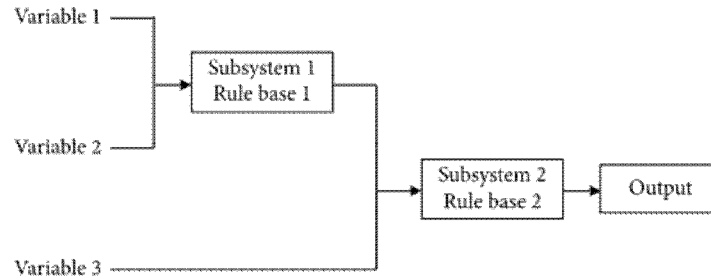 Variable 1
Subsystem 1
Rule base 1
Variable 2
Subsystem 2
Rule base 2
Output
Variable 3